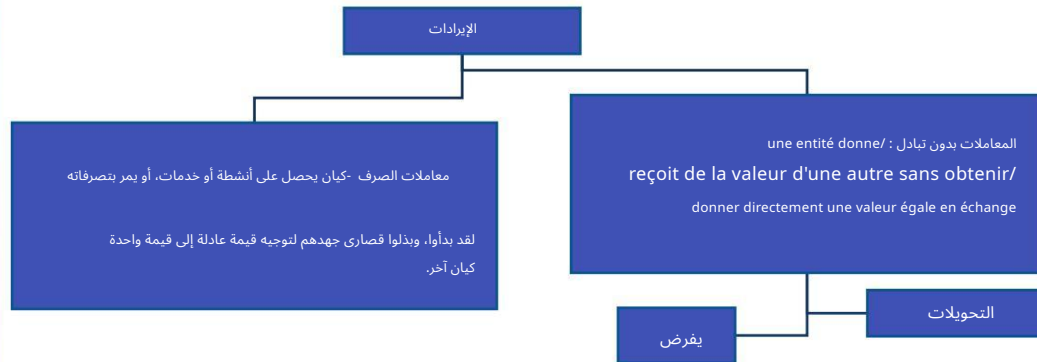 الإيرادات
معاملات الصرف -كيان يحصل على أنشطة أو خدمات، أو يمر بتصرفاته
لقد بدأوا، وبذلوا قصارى جهدهم لتوجيه قيمة عادلة إلى قيمة واحدة
كيان آخر.
المعاملات بدون تبادل : /une entité donne
reçoit de la valeur d'une autre sans obtenir/
donner directement une valeur égale en échange
التحويلات
يفرض